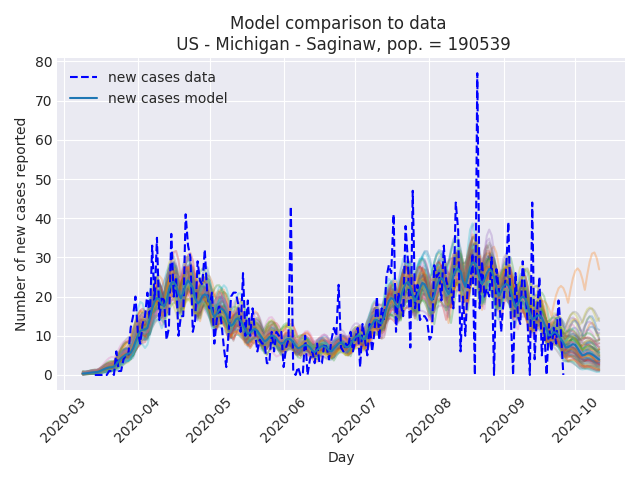 Model comparison to data
US - Michigan - Saginaw, pop. = 190539
new cases data
new cases model
Number of new cases reported
80
70
60
50
40
30
20
10
0
2020-03
2020-04
2020-05
2020-06
2020-07
2020-08
2020-09
2020-10
Day